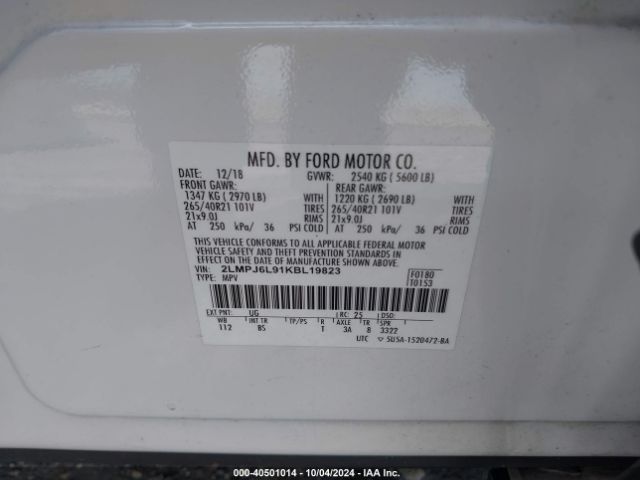 MFD. BY FORD MOTOR CO.
DATE: 12/18 GVWR: 2540 KG ( 5600 LB)
FRONT GAWR: REAR GAWR:
1347 KG ( 2970 LB) WITH 1220 KG ( 2690 LB) WITH
265/40R21 101V TIRES 265/40R21 101V TIRES
21x9.0J RIMS 21x9.0J RIMS
AT 250 kPa/ 36 PSI COLD AT 250 kPa/ 36 PSI COLD
THIS VEHICLE CONFORMS TO ALL APPLICABLE FEDERAL MOTOR
VEHICLE SAFETY AND THEFT PREVENTION STANDARDS IN
EFFECT ON THE DATE OF MANUFACTURE SHOWN ABOVE.
VIN: 2LMPJ6L91KBL19823 F0180
TYPE: MPV T0153
EXT PNT: UG RC: 25 DSO:
WB INT TR TP/PS R AXLE TR SPR
112 BS T 3A 8 3322
UTC ▽ 5U5A-1520472-BA
000-40501014 - 10/04/2024 - IAA Inc.